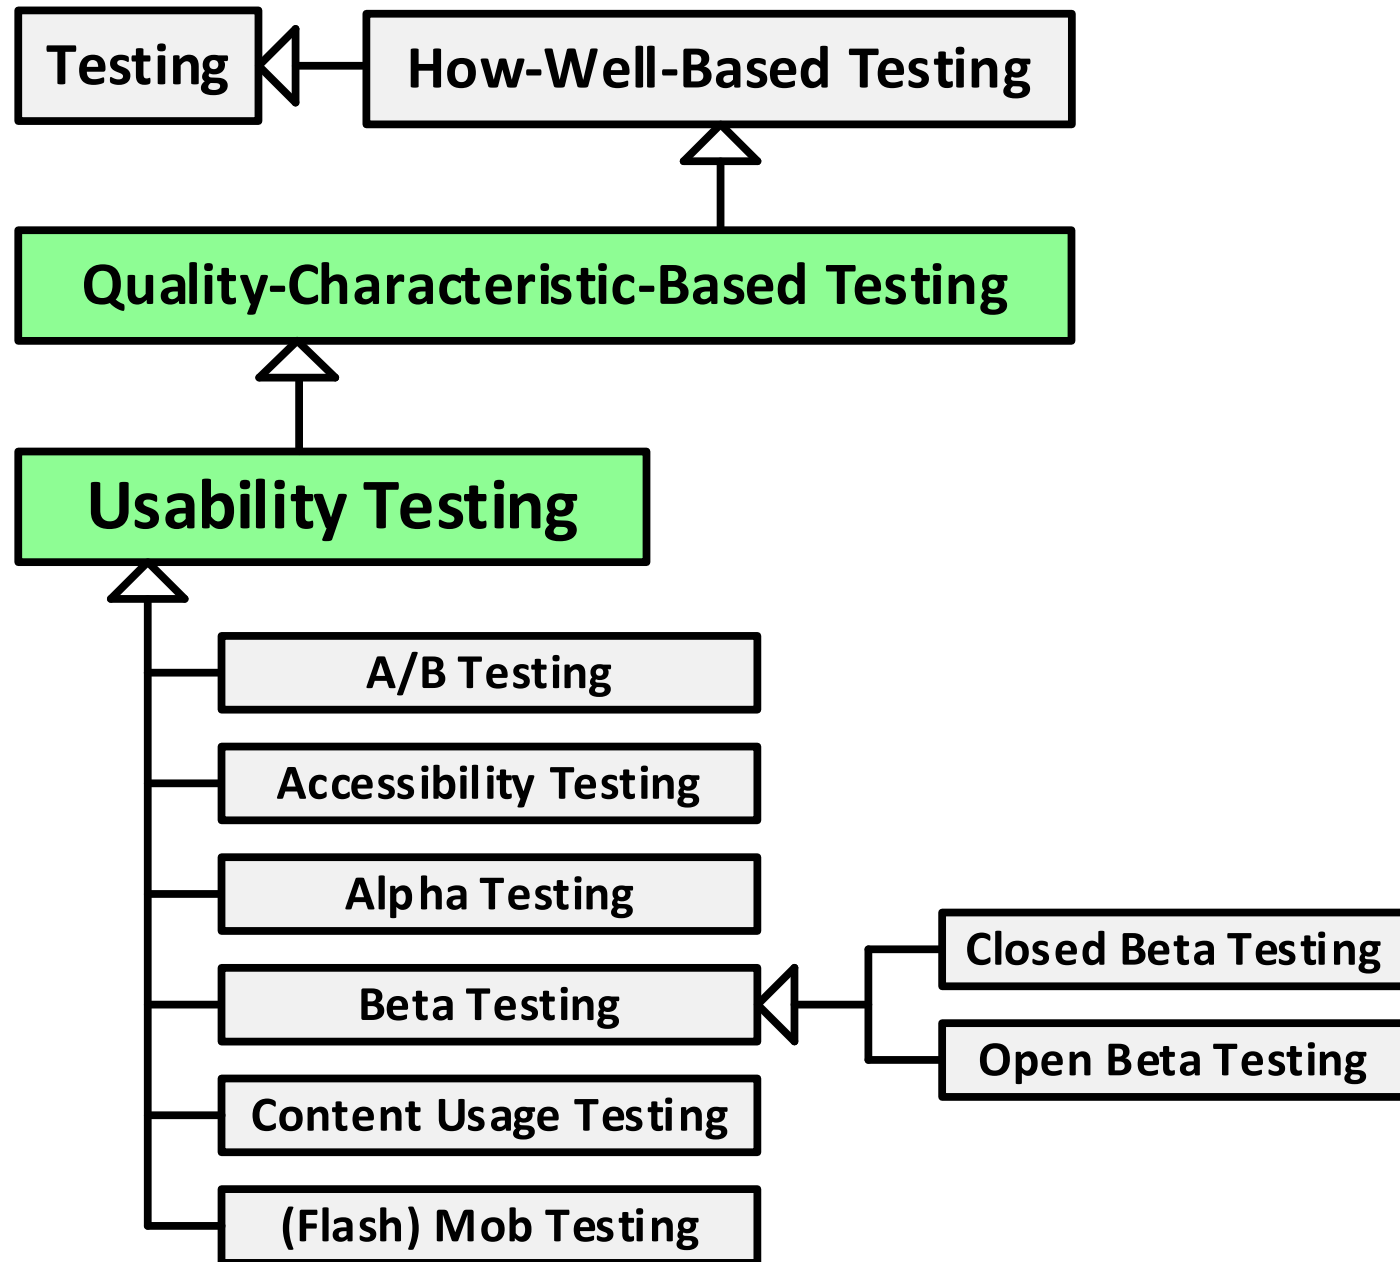 Testing
How-Well-Based Testing
Quality-Characteristic-Based Testing
Usability Testing
A/B Testing
Accessibility Testing
Alpha Testing
Beta Testing
Closed Beta Testing
Open Beta Testing
Content Usage Testing
(Flash) Mob Testing